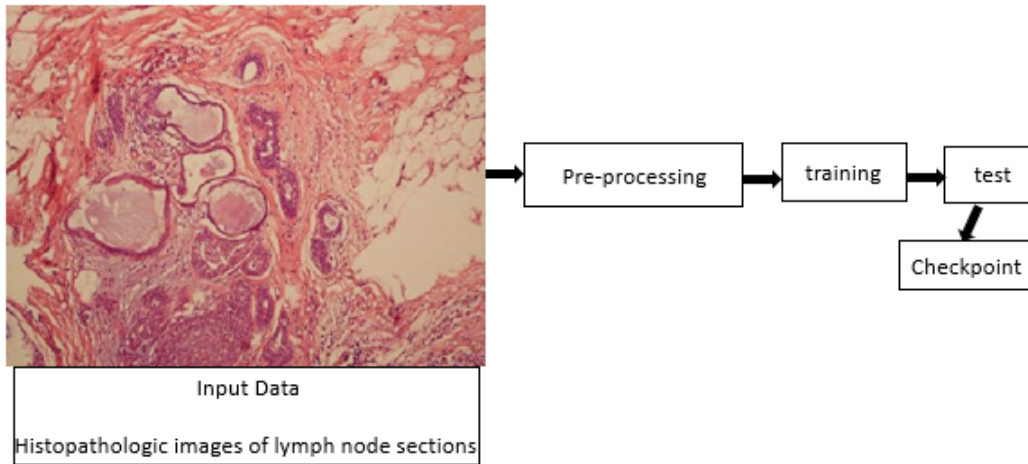 Pre-processing
training
test
Checkpoint
Input Data
Histopathologic images of lymph node sections